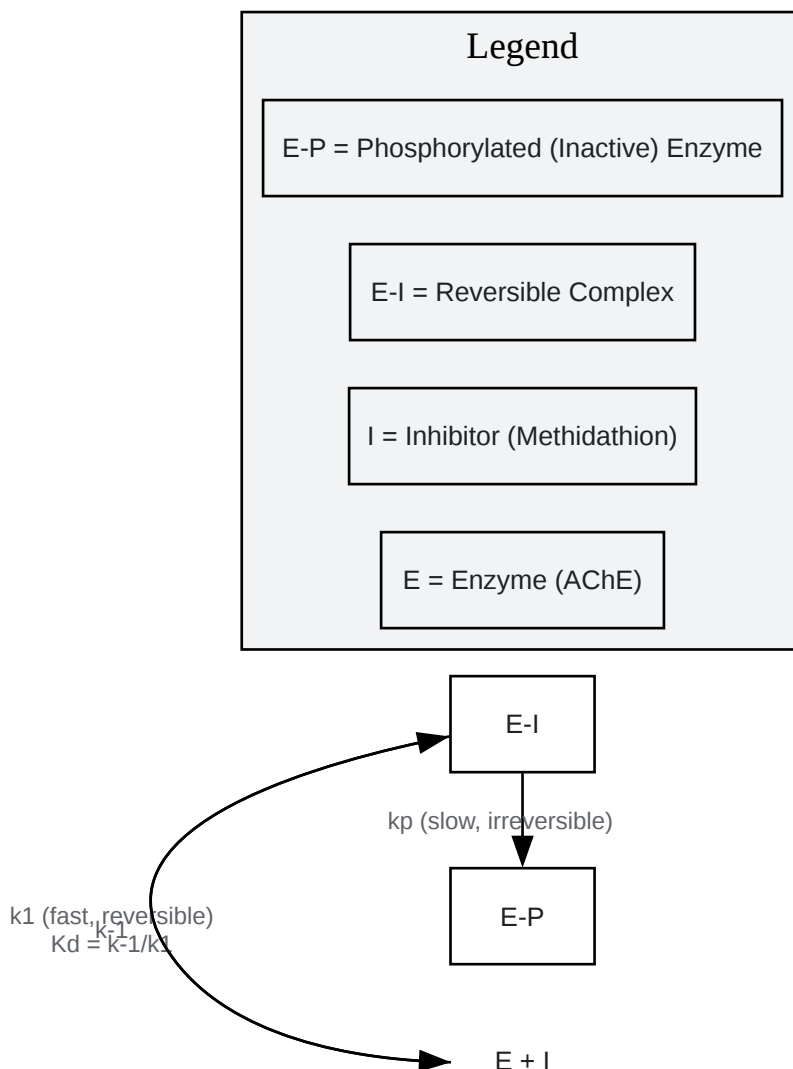 Legend
E-P = Phosphorylated (Inactive) Enzyme
E-I = Reversible Complex
I = Inhibitor (Methidathion)
E = Enzyme (AChE)
E-I
kp (slow, irreversible)
E-P
k1 (fast, reversible)
k-1
Kd = k-1/k1
E + I